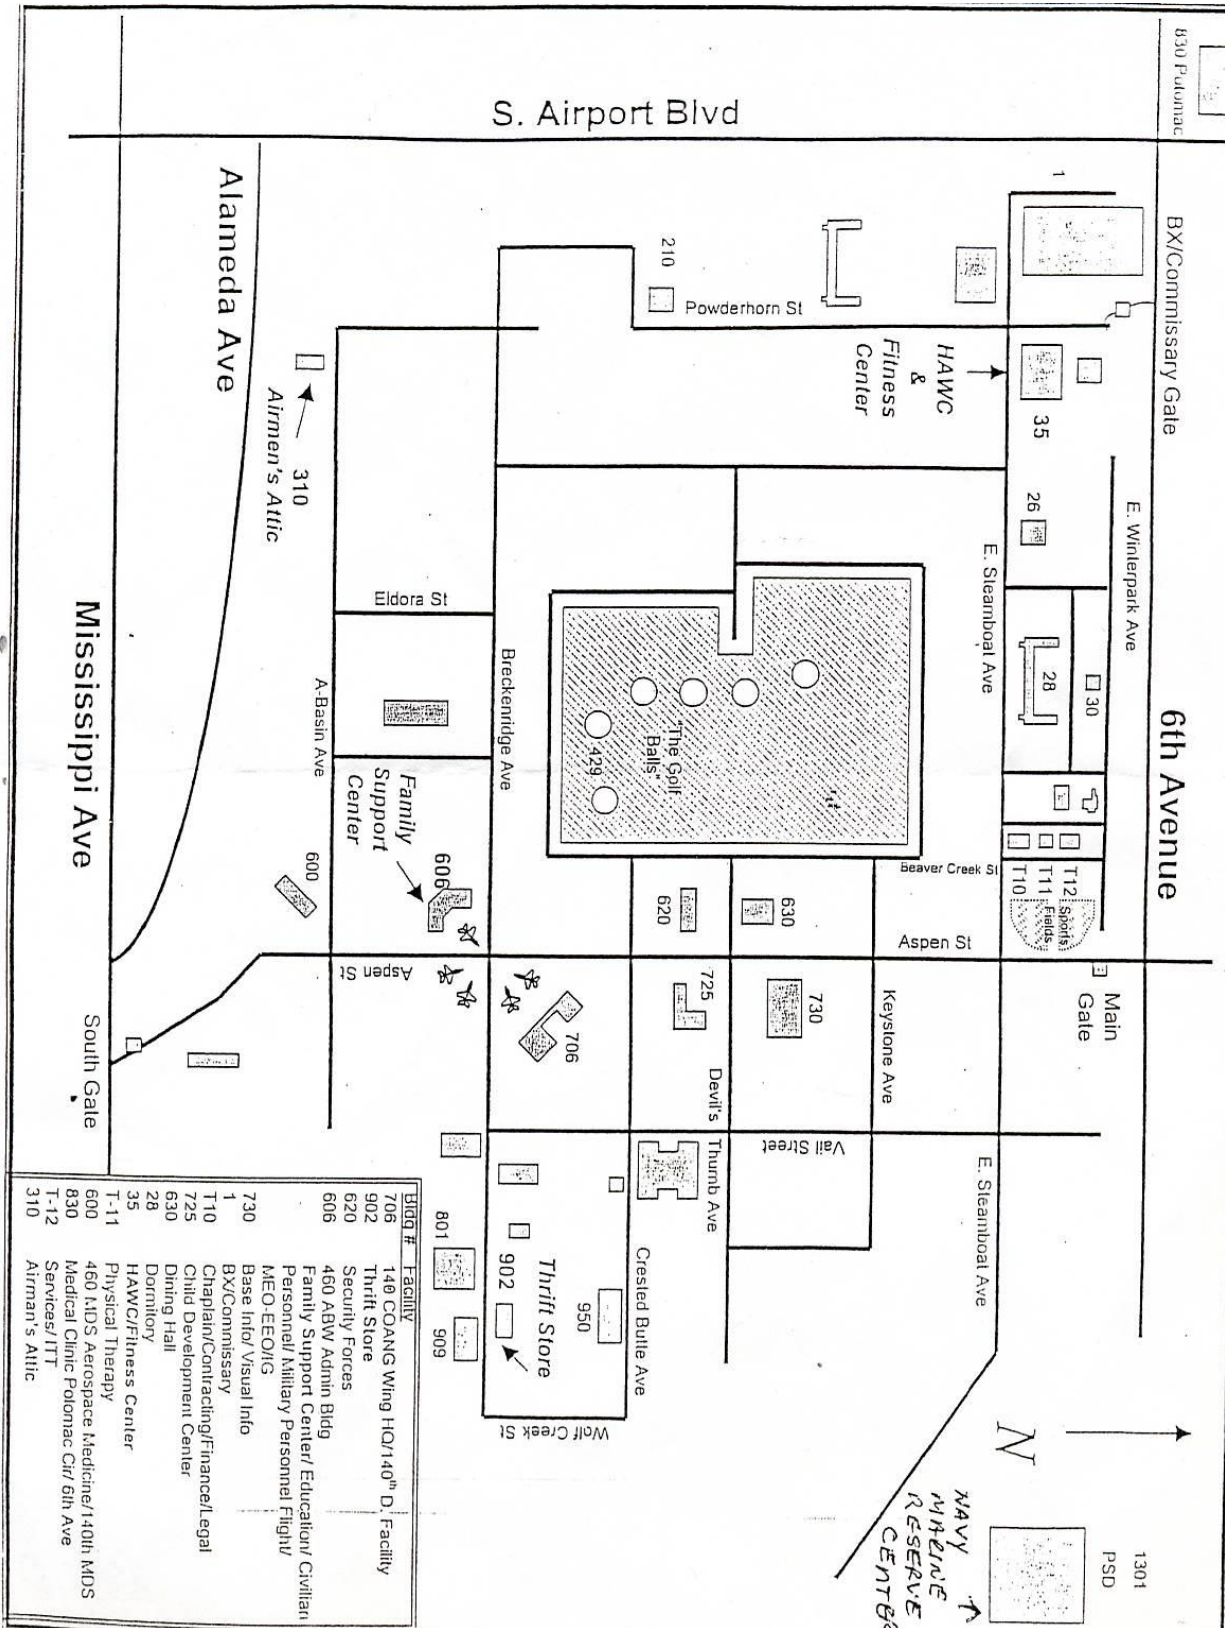 830 Potomac
S. Airport Blvd
BX/Commissary Gate
1
Alameda Ave
210
Powderhorn St
HAWC
&
Fitness
Center
35
310
Airmen's Attic
26
E. Winterpark Ave
E. Steamboat Ave
6th Avenue
Eldora St
Breckenridge Ave
A-Basin Ave
Mississippi Ave
30
28
"The Golf
Balls"
429
Family
Support
Center
606
600
Beaver Creek St
T12
T11
T10
Sports
Fields
620
630
Aspen St
Aspen St
Main
Gate
South Gate
725
730
706
Keystone Ave
Devil's
Thumb Ave
Vail Street
E. Steamboat Ave
Crested Butte Ave
801
902
Thrift Store
950
909
Wolf Creek St
N
1301
PSD
NAVY
MARINE
RESERVE
CENTER
Bldg # Facility
706 140 COANG Wing HQ/140th D. Facility
902 Thrift Store
620 Security Forces
606 460 ABW Admin Bldg
Family Support Center/ Education/ Civilian
Personnel/ Military Personnel Flight/
MEO-EEO/IG
730 Base Info/ Visual Info
1 BX/Commissary
T10 Chaplain/Contracting/Finance/Legal
725 Child Development Center
630 Dining Hall
28 Dormitory
35 HAWC/Fitness Center
T-11 Physical Therapy
600 460 MDS Aerospace Medicine/140th MDS
830 Medical Clinic Potomac Cir/ 6th Ave
T-12 Services/ ITT
310 Airman's Attic